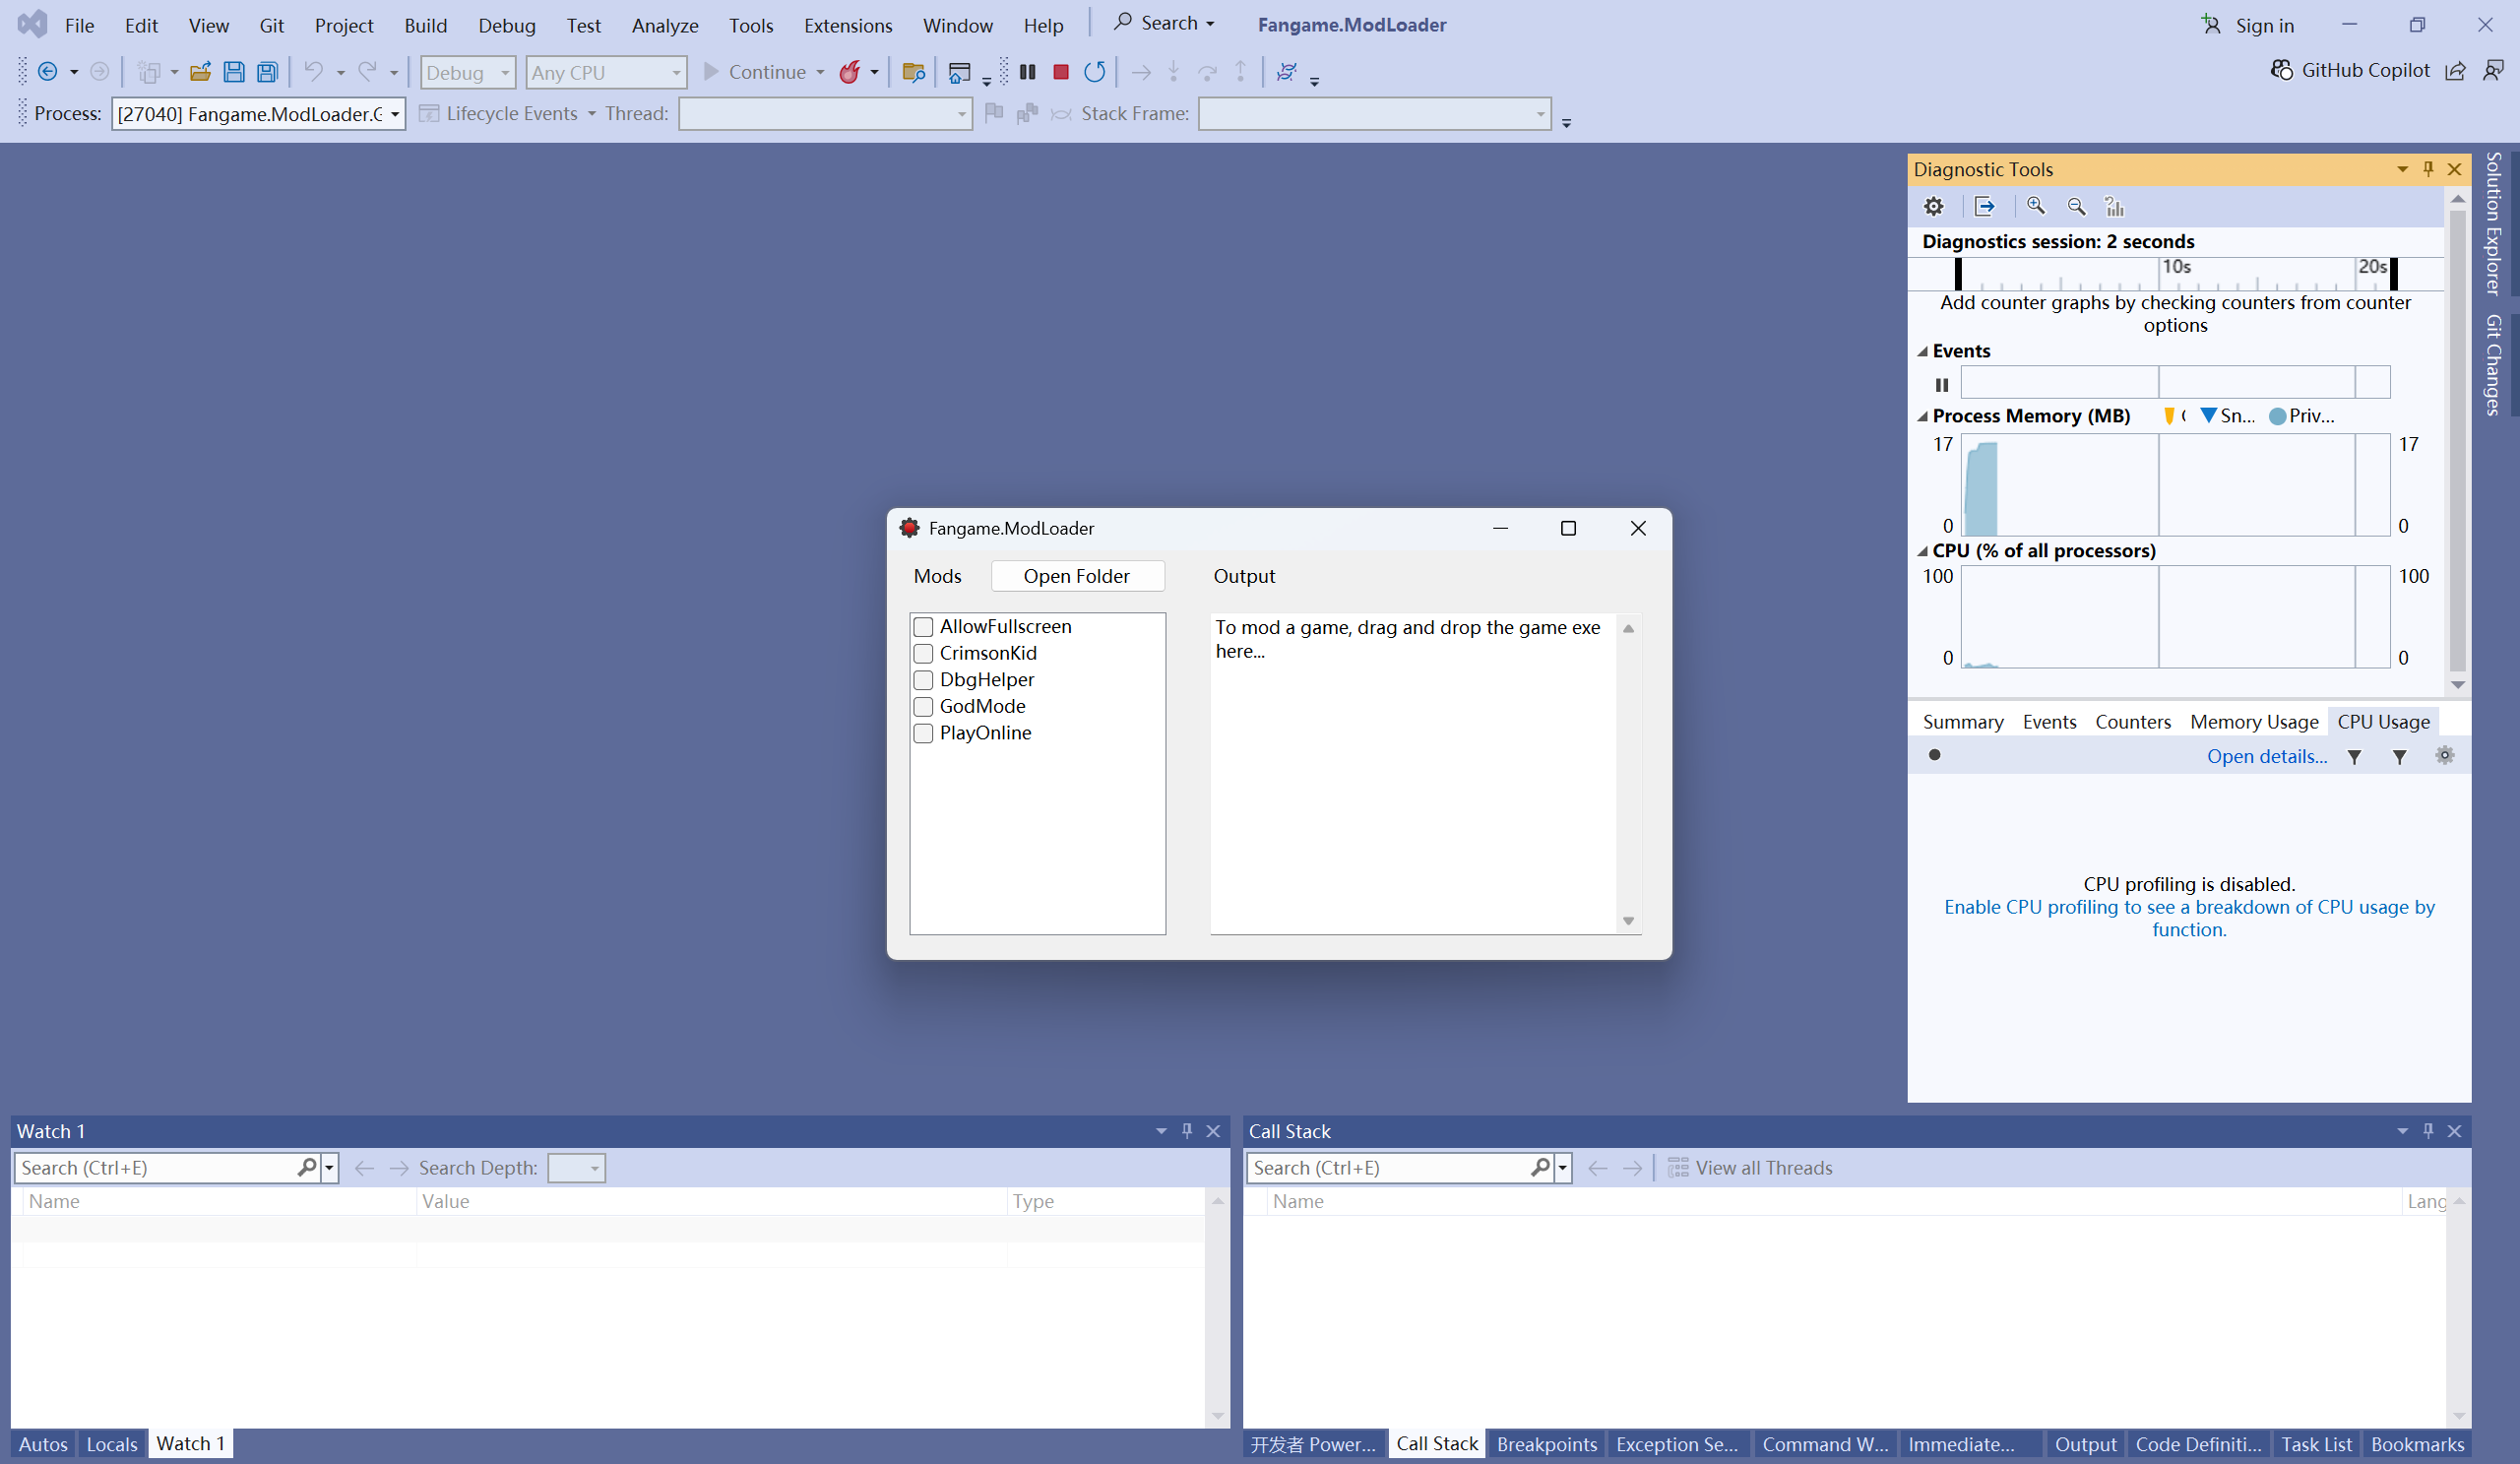 File Edit View Git Project Build Debug Test Analyze Tools Extensions Window Help Search Fangame.ModLoader Sign in
Debug Any CPU Continue GitHub Copilot
Process: [27040] Fangame.ModLoader.G Lifecycle Events Thread: Stack Frame:
Diagnostic Tools
Diagnostics session: 2 seconds
10s 20s
Add counter graphs by checking counters from counter
options
Events
Process Memory (MB) Sn... Priv...
17 17
0 0
CPU (% of all processors)
100 100
0 0
Summary Events Counters Memory Usage CPU Usage
Open details...
CPU profiling is disabled.
Enable CPU profiling to see a breakdown of CPU usage by
function.
Solution Explorer
Git Changes
Fangame.ModLoader
Mods Open Folder Output
AllowFullscreen
CrimsonKid
DbgHelper
GodMode
PlayOnline
To mod a game, drag and drop the game exe
here...
Watch 1
Search (Ctrl+E) Search Depth:
Name Value Type
Autos Locals Watch 1
Call Stack
Search (Ctrl+E) View all Threads
Name Lang
开发者 Power... Call Stack Breakpoints Exception Se... Command W... Immediate... Output Code Definiti... Task List Bookmarks